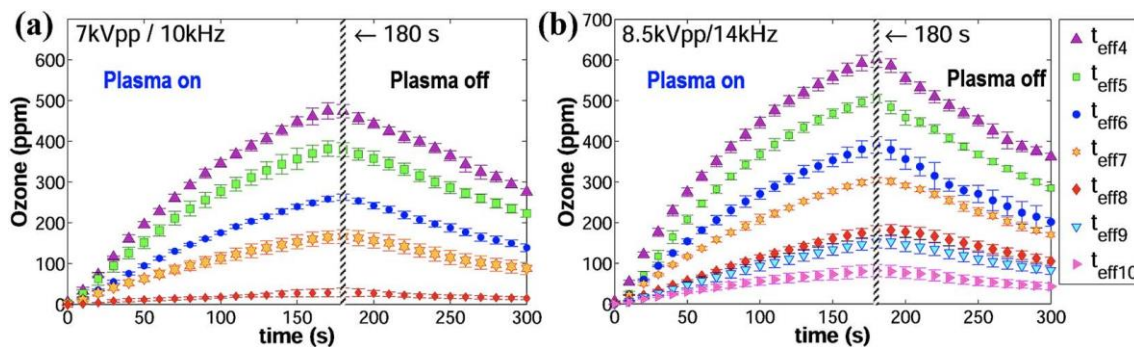 (a) 7kVpp / 10kHz
← 180 s
Plasma on
Plasma off
Ozone (ppm)
600
500
400
300
200
100
0
0 50 100 150 200 250 300
time (s)
(b) 8.5kVpp/14kHz
← 180 s
Plasma on
Plasma off
Ozone (ppm)
700
600
500
400
300
200
100
0
0 50 100 150 200 250 300
time (s)
teff4
teff5
teff6
teff7
teff8
teff9
teff10